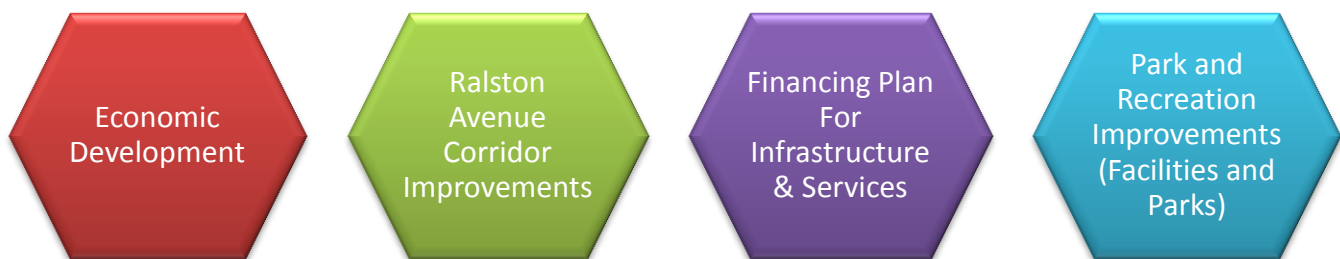 Economic
Development
Ralston
Avenue
Corridor
Improvements
Financing Plan
For
Infrastructure
& Services
Park and
Recreation
Improvements
(Facilities and
Parks)